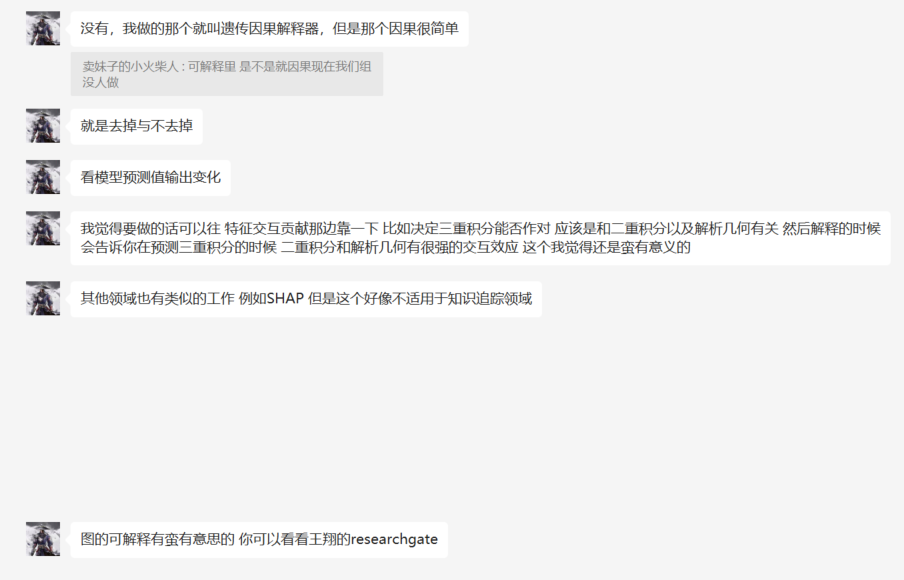 没有，我做的那个就叫遗传因果解释器，但是那个因果很简单
卖妹子的小火柴人 : 可解释里 是不是就因果现在我们组
没人做
就是去掉与不去掉
看模型预测值输出变化
我觉得要做的话可以往 特征交互贡献那边靠一下 比如决定三重积分能否作对 应该是和二重积分以及解析几何有关 然后解释的时候
会告诉你在预测三重积分的时候 二重积分和解析几何有很强的交互效应 这个我觉得还是蛮有意义的
其他领域也有类似的工作 例如SHAP 但是这个好像不适用于知识追踪领域
图的可解释有蛮有意思的 你可以看看王翔的researchgate